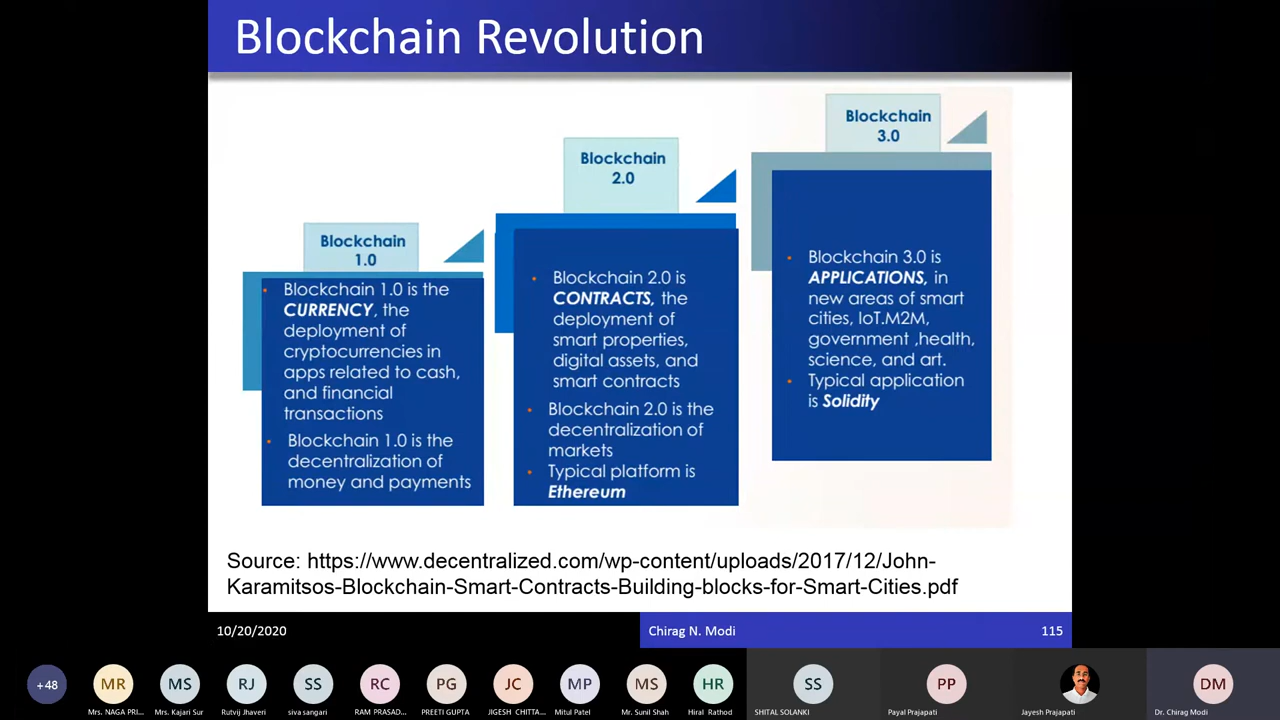 Blockchain Revolution
Blockchain
1.0
Blockchain 1.0 is the
CURRENCY, the
deployment of
cryptocurrencies in
apps related to cash,
and financial
transactions
Blockchain 1.0 is the
decentralization of
money and payments
Blockchain
2.0
Blockchain 2.0 is
CONTRACTS, the
deployment of
smart properties,
digital assets, and
smart contracts
Blockchain 2.0 is the
decentralization of
markets
Typical platform is
Ethereum
Blockchain
3.0
Blockchain 3.0 is
APPLICATIONS, in
new areas of smart
cities, IoT.M2M,
government ,health,
science, and art.
Typical application
is Solidity
Source: https://www.decentralized.com/wp-content/uploads/2017/12/John-
Karamitsos-Blockchain-Smart-Contracts-Building-blocks-for-Smart-Cities.pdf
10/20/2020
Chirag N. Modi
115
+48
MR
MS
RJ
SS
RC
PG
JC
MP
MS
HR
SS
PP
DM
Mrs. NAGA PRI...
Mrs. Kajari Sur
Rutvij Jhaveri
siva sangari
RAM PRASAD...
PREETI GUPTA
JIGESH CHITTA...
Mitul Patel
Mr. Sunil Shah
Hiral Rathod
SHITAL SOLANKI
Payal Prajapati
Jayesh Prajapati
Dr. Chirag Modi